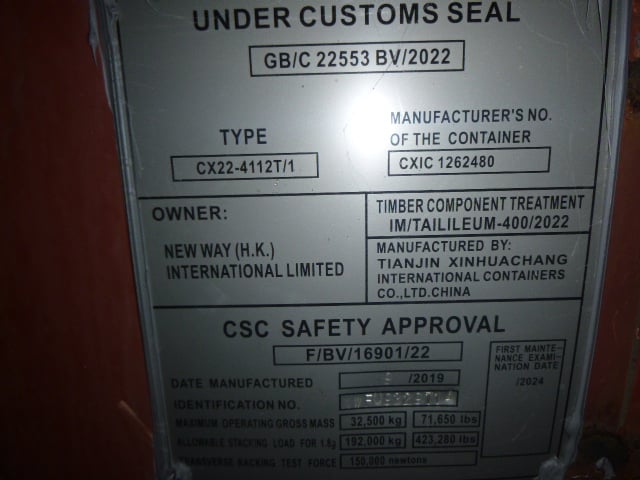 UNDER CUSTOMS SEAL
GB/C 22553 BV/2022
TYPE
CX22-4112T/1
MANUFACTURER'S NO.
OF THE CONTAINER
CXIC 1262480
OWNER:
NEW WAY (H.K.)
INTERNATIONAL LIMITED
TIMBER COMPONENT TREATMENT
IM/TAILILEUM-400/2022
MANUFACTURED BY:
TIANJIN XINHUACHANG
INTERNATIONAL CONTAINERS
CO.,LTD.CHINA
CSC SAFETY APPROVAL
F/BV/16901/22
DATE MANUFACTURED /2019
IDENTIFICATION NO.
MAXIMUM OPERATING GROSS MASS 32,500 kg 71,650 lbs
ALLOWABLE STACKING LOAD FOR 1.8g 192,000 kg 423,280 lbs
TRANSVERSE RACKING TEST FORCE 150,000 newtons
FIRST MAINTE-
NANCE EXAMI-
NATION DATE
/2024